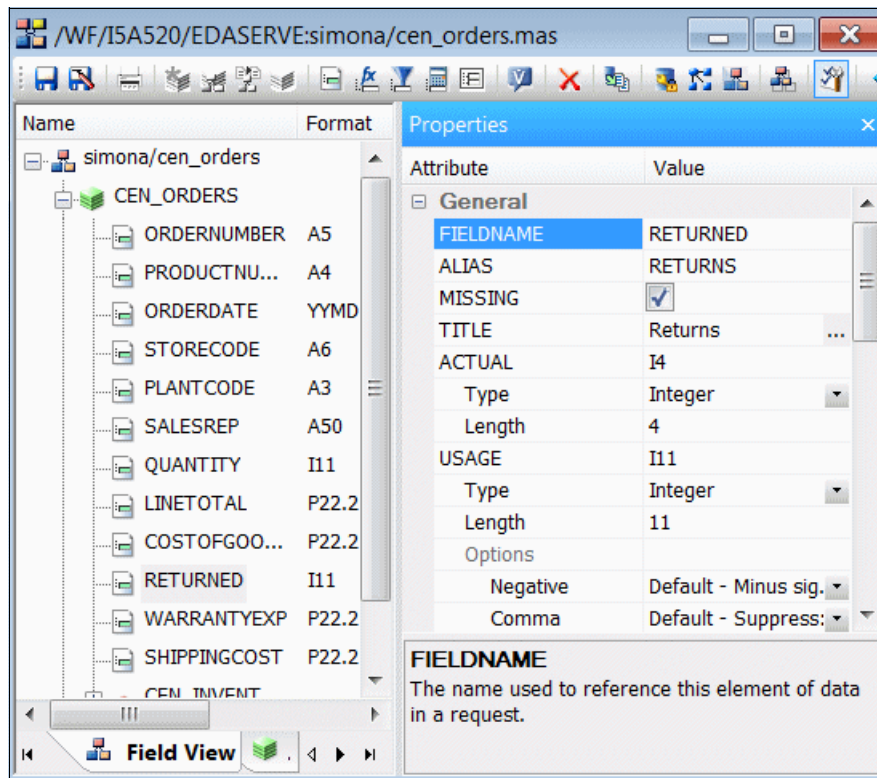 /WF/I5A520/EDASERVE:simona/cen_orders.mas
Name Format
simona/cen_orders
CEN_ORDERS
ORDERNUMBER A5
PRODUCTNU... A4
ORDERDATE YYMD
STORECODE A6
PLANTCODE A3
SALESREP A50
QUANTITY I11
LINETOTAL P22.2
COSTOFGOO... P22.2
RETURNED I11
WARRANTYEXP P22.2
SHIPPINGCOST P22.2
CEN_INVENT
Field View
Properties
Attribute Value
General
FIELDNAME RETURNED
ALIAS RETURNS
MISSING
TITLE Returns ...
ACTUAL I4
Type Integer
Length 4
USAGE I11
Type Integer
Length 11
Options
Negative Default - Minus sig.
Comma Default - Suppress:
FIELDNAME
The name used to reference this element of data
in a request.